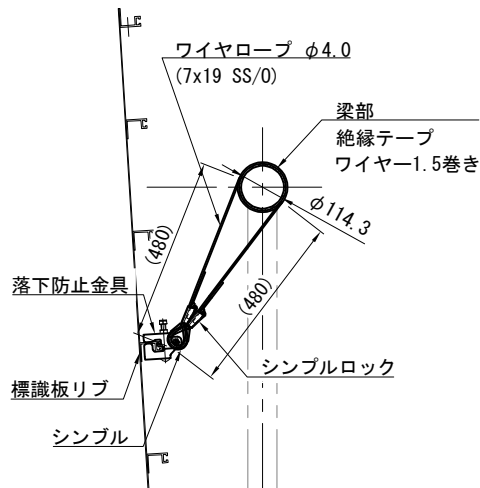 ワイヤロープ φ4.0
(7x19 SS/O)
梁部
絶縁テープ
ワイヤー1.5巻き
φ114.3
(480)
(480)
落下防止金具
シンプルロック
標識板リブ
シンブル